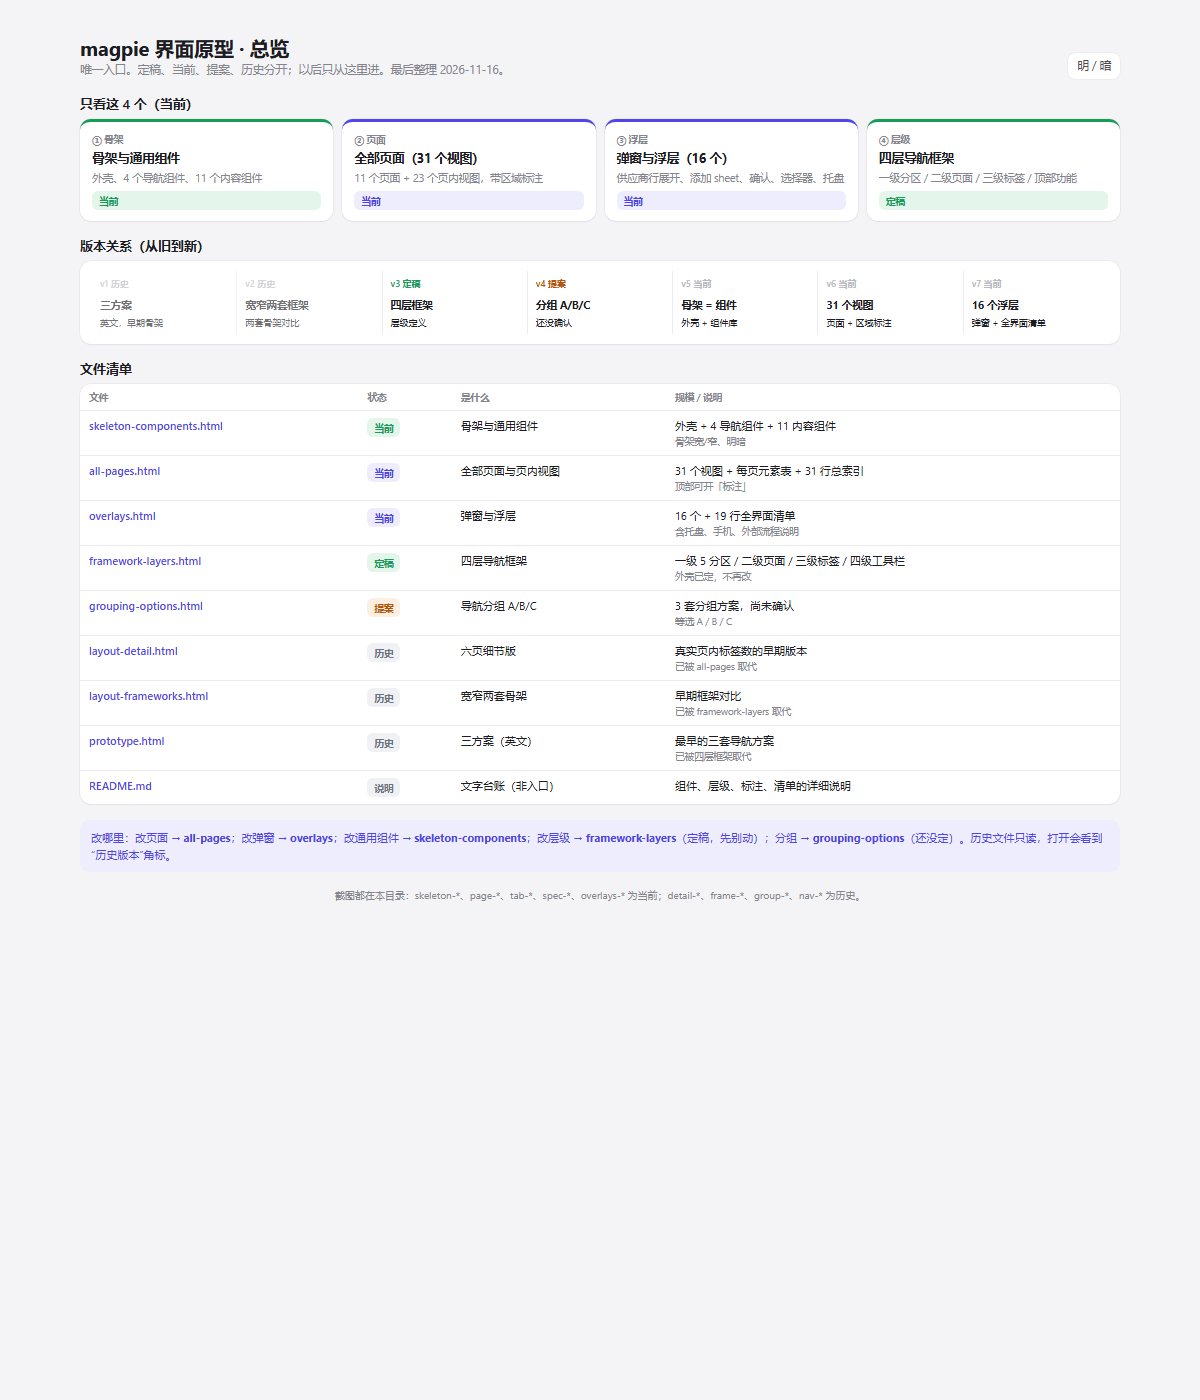 magpie 界面原型 · 总览
唯一入口。定稿、当前、提案、历史分开；以后只从这里进。最后整理 2026-11-16。
明 / 暗
只看这 4 个（当前）
① 骨架
骨架与通用组件
外壳、4 个导航组件、11 个内容组件
当前
② 页面
全部页面（31 个视图）
11 个页面 + 23 个页内视图，带区域标注
当前
③ 浮层
弹窗与浮层（16 个）
供应商行展开、添加 sheet、确认、选择器、托盘
当前
④ 层级
四层导航框架
一级分区 / 二级页面 / 三级标签 / 顶部功能
定稿
版本关系（从旧到新）
v1 历史
三方案
英文，早期骨架
v2 历史
宽窄两套框架
两套骨架对比
v3 定稿
四层框架
层级定义
v4 提案
分组 A/B/C
还没确认
v5 当前
骨架 = 组件
外壳 + 组件库
v6 当前
31 个视图
页面 + 区域标注
v7 当前
16 个浮层
弹窗 + 全界面清单
文件清单
文件 状态 是什么 规模 / 说明
skeleton-components.html 当前 骨架与通用组件 外壳 + 4 导航组件 + 11 内容组件
骨架宽/窄、明暗
all-pages.html 当前 全部页面与页内视图 31 个视图 + 每页元素表 + 31 行总索引
顶部可开「标注」
overlays.html 当前 弹窗与浮层 16 个 + 19 行全界面清单
含托盘、手机、外部流程说明
framework-layers.html 定稿 四层导航框架 一级 5 分区 / 二级页面 / 三级标签 / 四级工具栏
外壳已定，不再改
grouping-options.html 提案 导航分组 A/B/C 3 套分组方案，尚未确认
等选 A / B / C
layout-detail.html 历史 六页细节版 真实页内标签数的早期版本
已被 all-pages 取代
layout-frameworks.html 历史 宽窄两套骨架 早期框架对比
已被 framework-layers 取代
prototype.html 历史 三方案（英文） 最早的三套导航方案
已被四层框架取代
README.md 说明 文字台账（非入口） 组件、层级、标注、清单的详细说明
改哪里：改页面 → all-pages；改弹窗 → overlays；改通用组件 → skeleton-components；改层级 → framework-layers（定稿，先别动）；分组 → grouping-options（还没定）。历史文件只读，打开会看到
"历史版本"角标。
截图都在本目录：skeleton-*、page-*、tab-*、spec-*、overlays-* 为当前；detail-*、frame-*、group-*、nav-* 为历史。